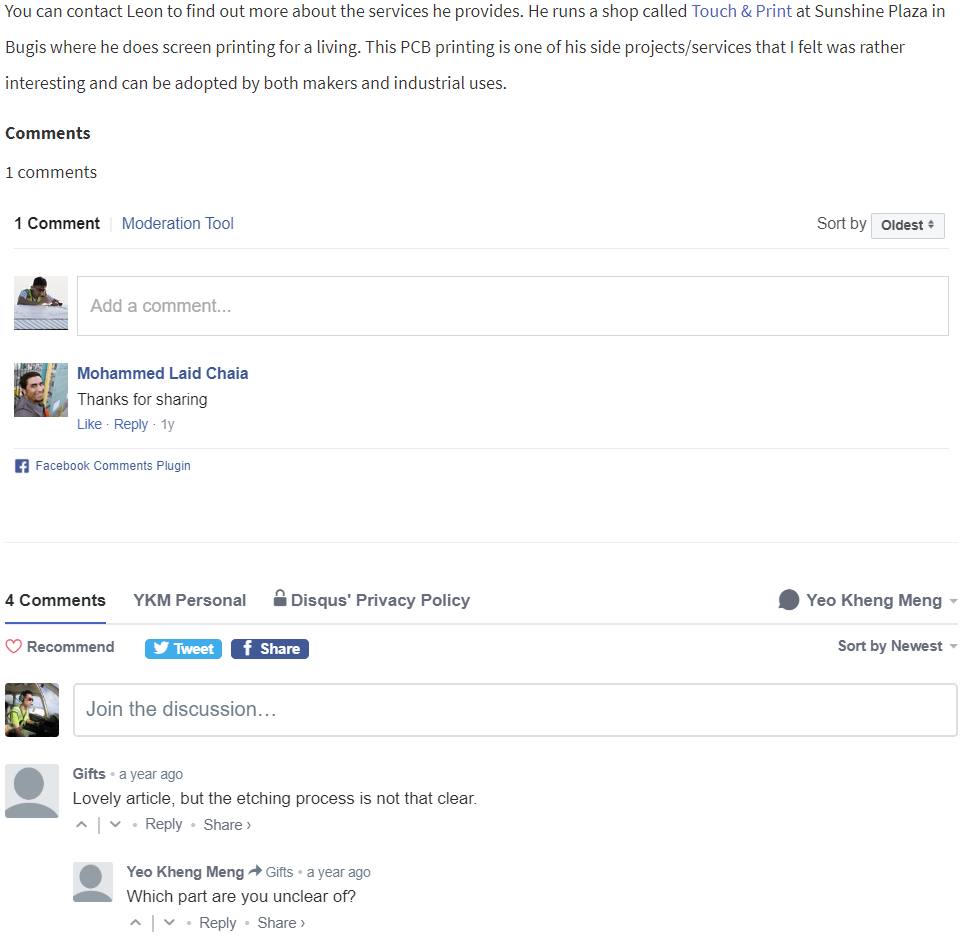 You can contact Leon to find out more about the services he provides. He runs a shop called Touch & Print at Sunshine Plaza in
Bugis where he does screen printing for a living. This PCB printing is one of his side projects/services that I felt was rather
interesting and can be adopted by both makers and industrial uses.
Comments
1 comments
1 Comment Moderation Tool Sort by Oldest
Add a comment...
Mohammed Laid Chaia
Thanks for sharing
Like · Reply · 1y
Facebook Comments Plugin
4 Comments YKM Personal Disqus' Privacy Policy Yeo Kheng Meng
Recommend Tweet Share Sort by Newest
Join the discussion…
Gifts • a year ago
Lovely article, but the etching process is not that clear.
• Reply • Share ›
Yeo Kheng Meng Gifts • a year ago
Which part are you unclear of?
• Reply • Share ›